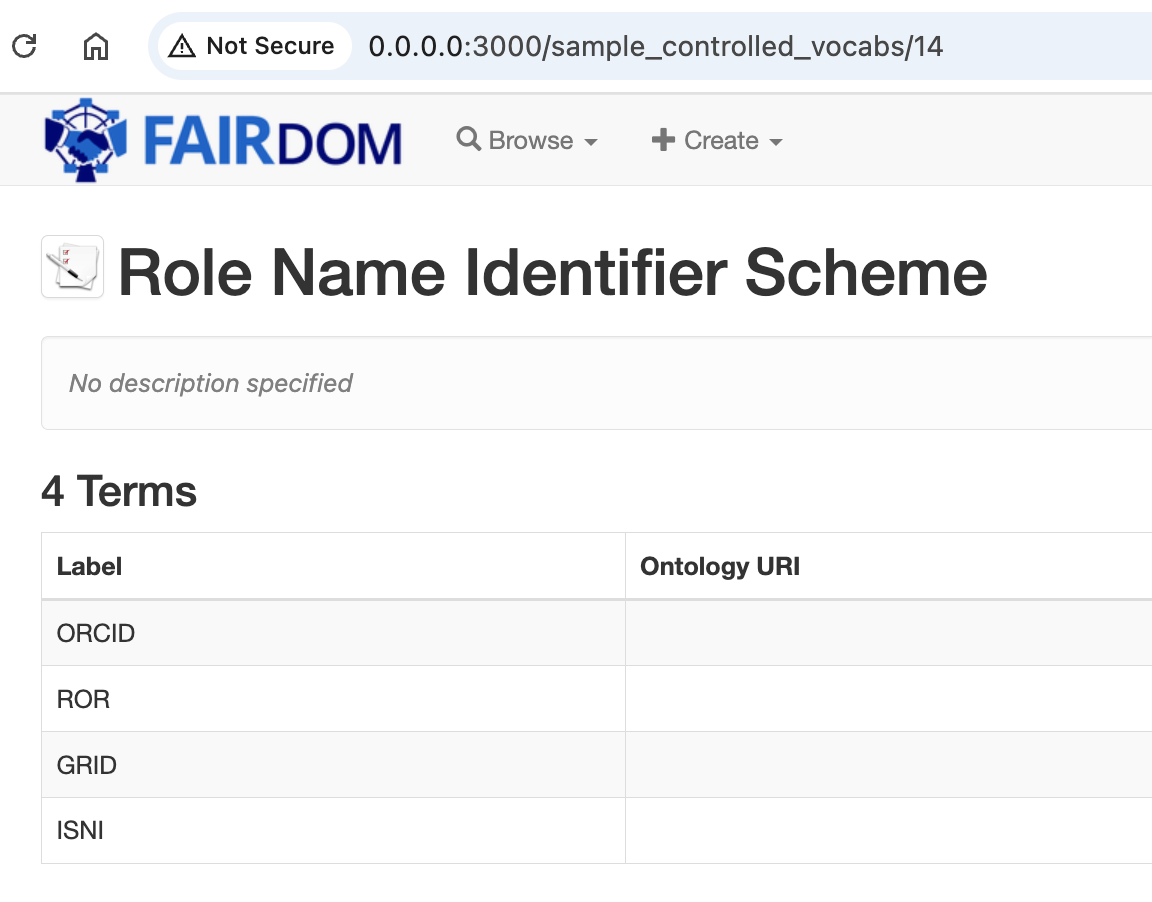 Not Secure 0.0.0.0:3000/sample_controlled_vocabs/14
FAIRDOM Browse Create
Role Name Identifier Scheme
No description specified
4 Terms
Label Ontology URI
ORCID
ROR
GRID
ISNI